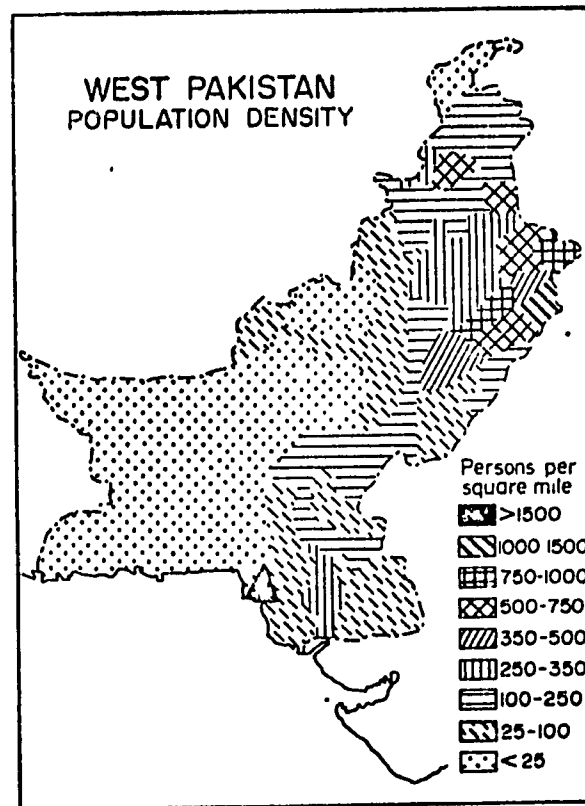 WEST PAKISTAN
POPULATION DENSITY
Persons per
square mile
>1500
1000 1500
750-1000
500-750
350-500
250-350
100-250
25-100
<25